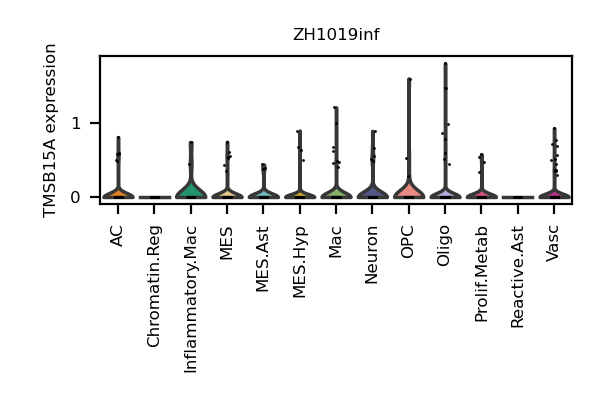 ZH1019inf
TMSB15A expression
1
0
AC
Chromatin.Reg
Inflammatory.Mac
MES
MES.Ast
MES.Hyp
Mac
Neuron
OPC
Oligo
Prolif.Metab
Reactive.Ast
Vasc